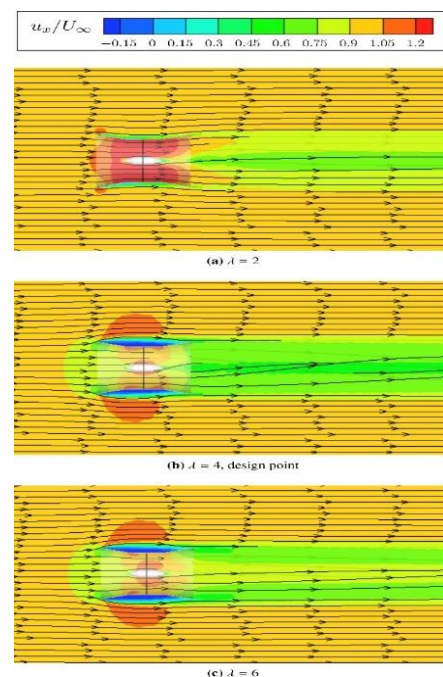 u_x/U_∞
−0.15 0 0.15 0.3 0.45 0.6 0.75 0.9 1.05 1.2
(a) λ = 2
(b) λ = 4, design point
(c) λ = 6